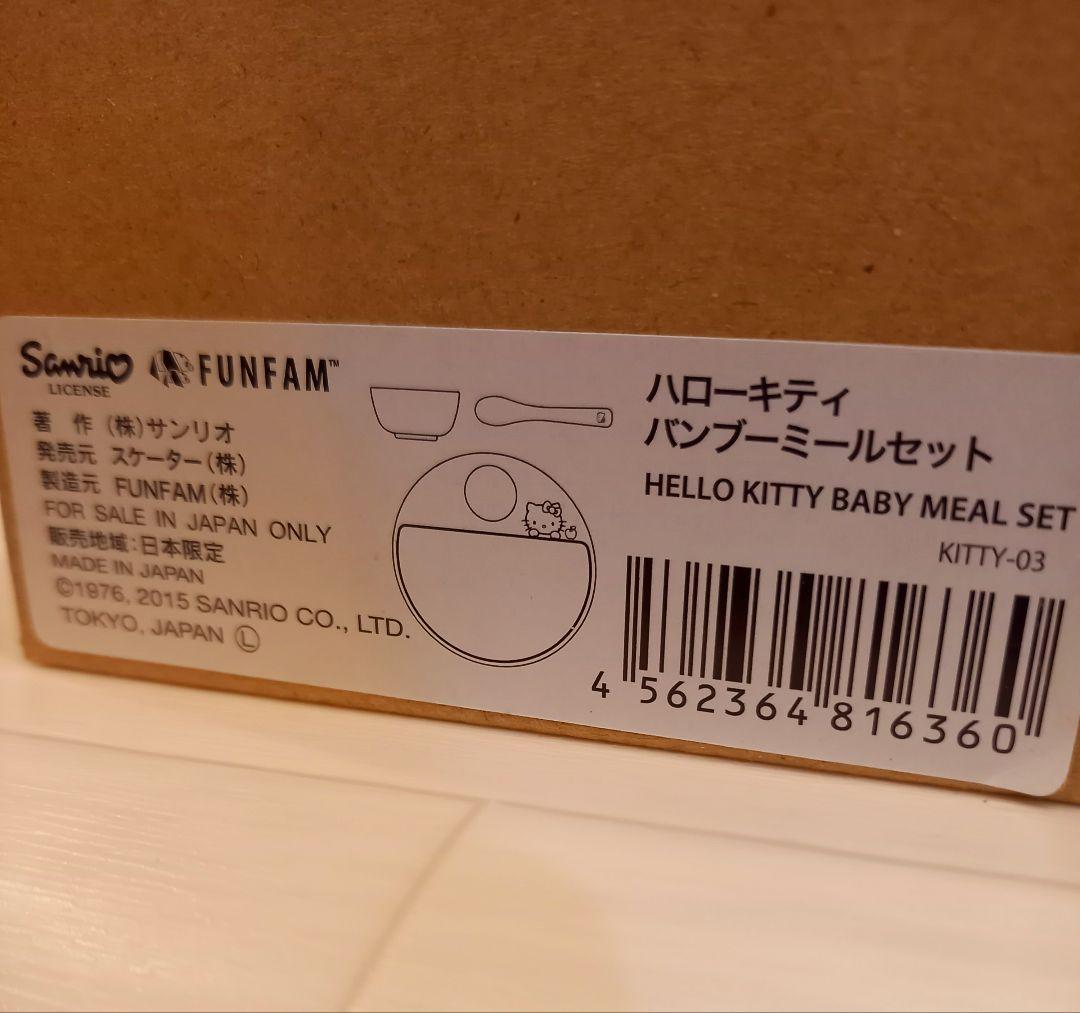 Sanrio FUNFAM™
LICENSE
著 作 (株)サンリオ
発売元 スケーター(株)
製造元 FUNFAM(株)
FOR SALE IN JAPAN ONLY
販売地域:日本限定
MADE IN JAPAN
©1976, 2015 SANRIO CO., LTD.
TOKYO, JAPAN Ⓛ
ハローキティ
バンブーミールセット
HELLO KITTY BABY MEAL SET
KITTY-03
4 562364 816360